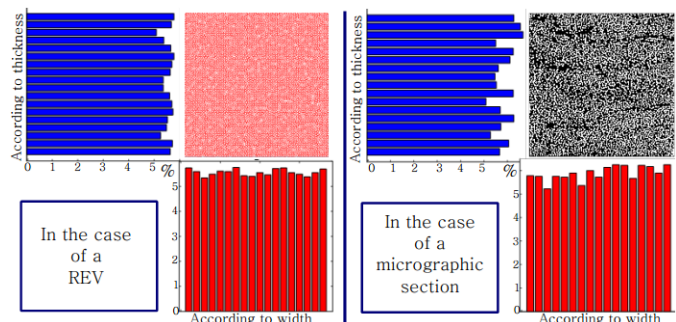 According to thickness
0 1 2 3 4 5 %
5
4
3
2
1
0
According to width
In the case
of a
REV
According to thickness
0 1 2 3 4 5 %
6
5
4
3
2
1
0
According to width
In the case
of a
micrographic
section